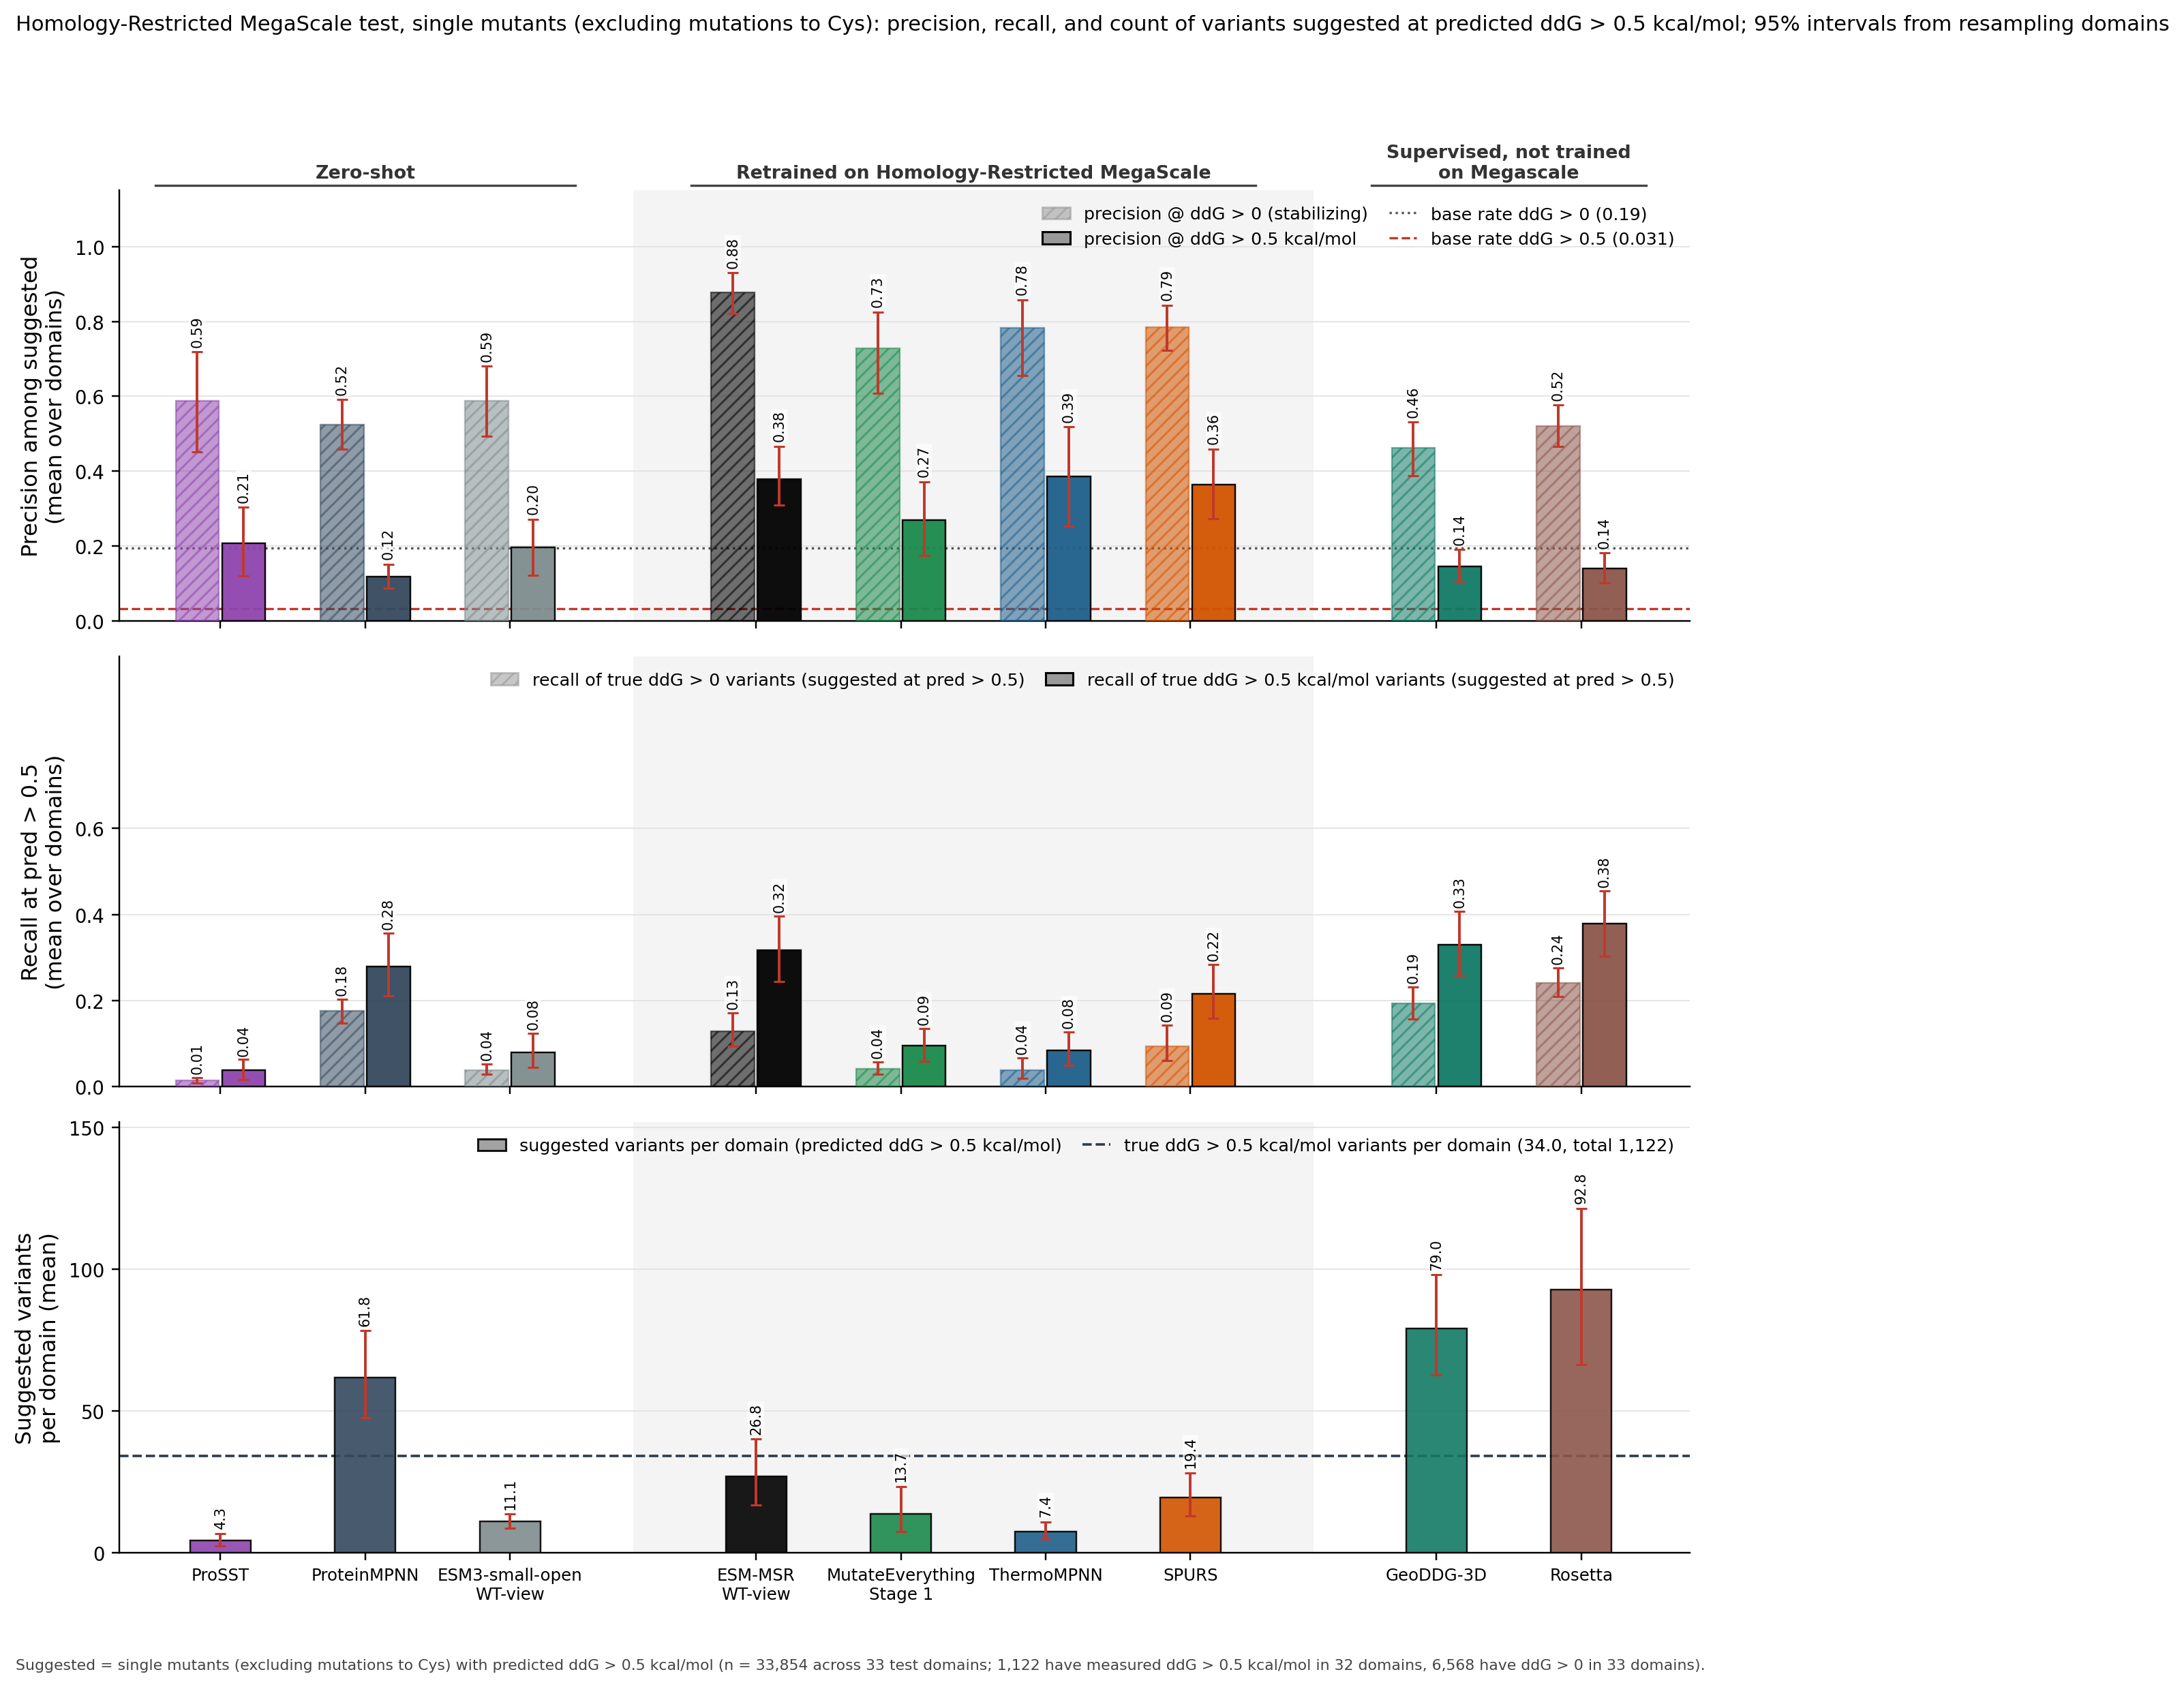 Homology-Restricted MegaScale test, single mutants (excluding mutations to Cys): precision, recall, and count of variants suggested at predicted ddG > 0.5 kcal/mol; 95% intervals from resampling domains
Zero-shot
Retrained on Homology-Restricted MegaScale
Supervised, not trained
on Megascale
precision @ ddG > 0 (stabilizing)
precision @ ddG > 0.5 kcal/mol
base rate ddG > 0 (0.19)
base rate ddG > 0.5 (0.031)
Precision among suggested
(mean over domains)
1.0
0.8
0.6
0.4
0.2
0.0
0.59
0.21
0.52
0.12
0.59
0.20
0.88
0.38
0.73
0.27
0.78
0.39
0.79
0.36
0.46
0.14
0.52
0.14
recall of true ddG > 0 variants (suggested at pred > 0.5)
recall of true ddG > 0.5 kcal/mol variants (suggested at pred > 0.5)
Recall at pred > 0.5
(mean over domains)
0.6
0.4
0.2
0.0
0.01
0.04
0.18
0.28
0.04
0.08
0.13
0.32
0.04
0.09
0.04
0.08
0.09
0.22
0.19
0.33
0.24
0.38
suggested variants per domain (predicted ddG > 0.5 kcal/mol)
true ddG > 0.5 kcal/mol variants per domain (34.0, total 1,122)
Suggested variants
per domain (mean)
150
100
50
0
4.3
61.8
11.1
26.8
13.7
7.4
19.4
79.0
92.8
ProSST
ProteinMPNN
ESM3-small-open
WT-view
ESM-MSR
WT-view
MutateEverything
Stage 1
ThermoMPNN
SPURS
GeoDDG-3D
Rosetta
Suggested = single mutants (excluding mutations to Cys) with predicted ddG > 0.5 kcal/mol (n = 33,854 across 33 test domains; 1,122 have measured ddG > 0.5 kcal/mol in 32 domains, 6,568 have ddG > 0 in 33 domains).